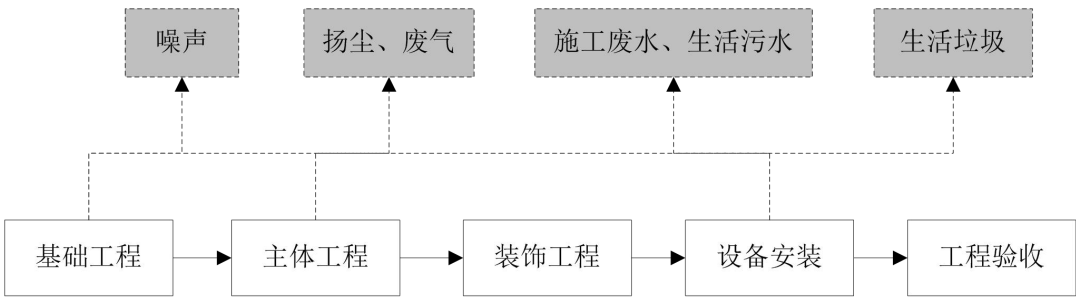 噪声
扬尘、废气
施工废水、生活污水
生活垃圾
基础工程
主体工程
装饰工程
设备安装
工程验收